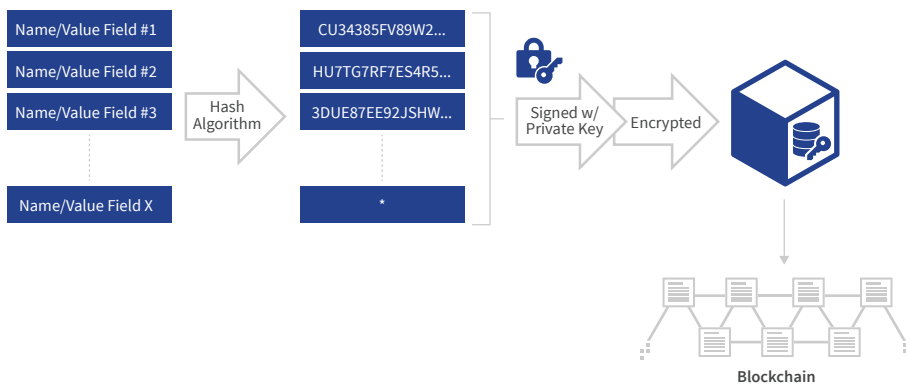 Name/Value Field #1
Name/Value Field #2
Name/Value Field #3
Name/Value Field X
Hash
Algorithm
CU34385FV89W2...
HU7TG7RF7ES4R5...
3DUE87EE92JSHW...
*
Signed w/
Private Key
Encrypted
Blockchain